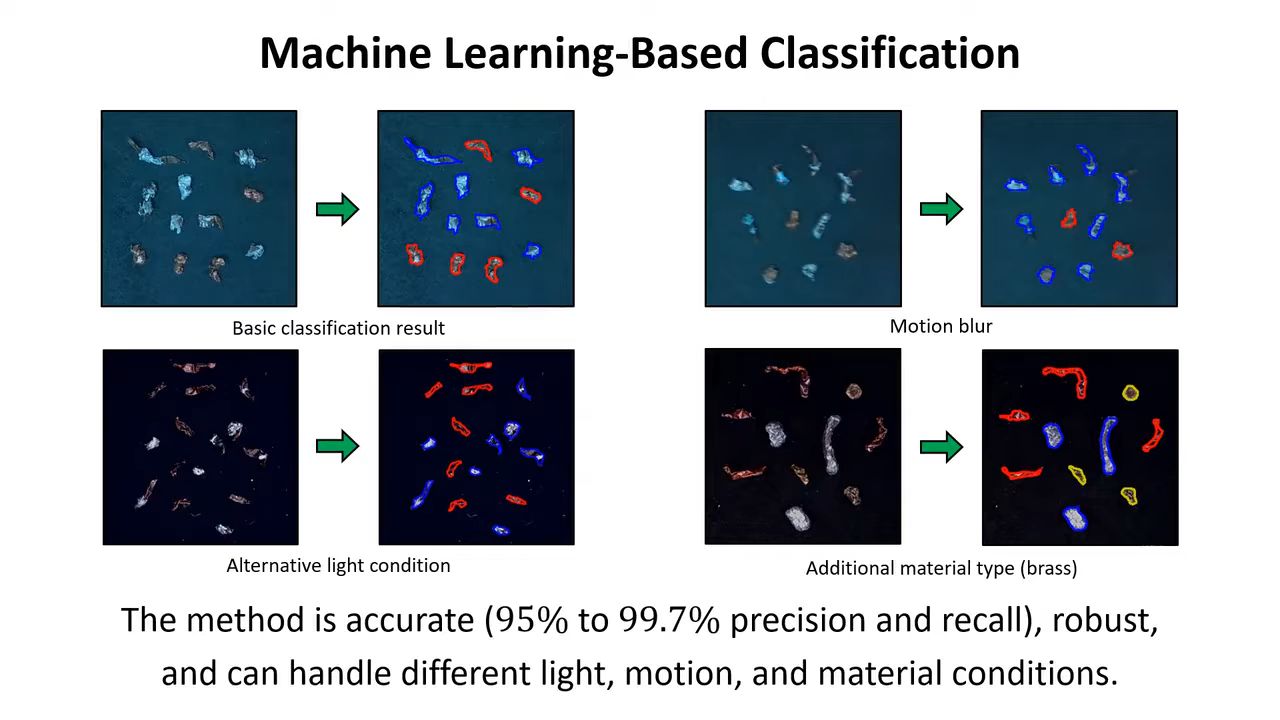 Machine Learning-Based Classification
Basic classification result
Motion blur
Alternative light condition
Additional material type (brass)
The method is accurate (95% to 99.7% precision and recall), robust,
and can handle different light, motion, and material conditions.